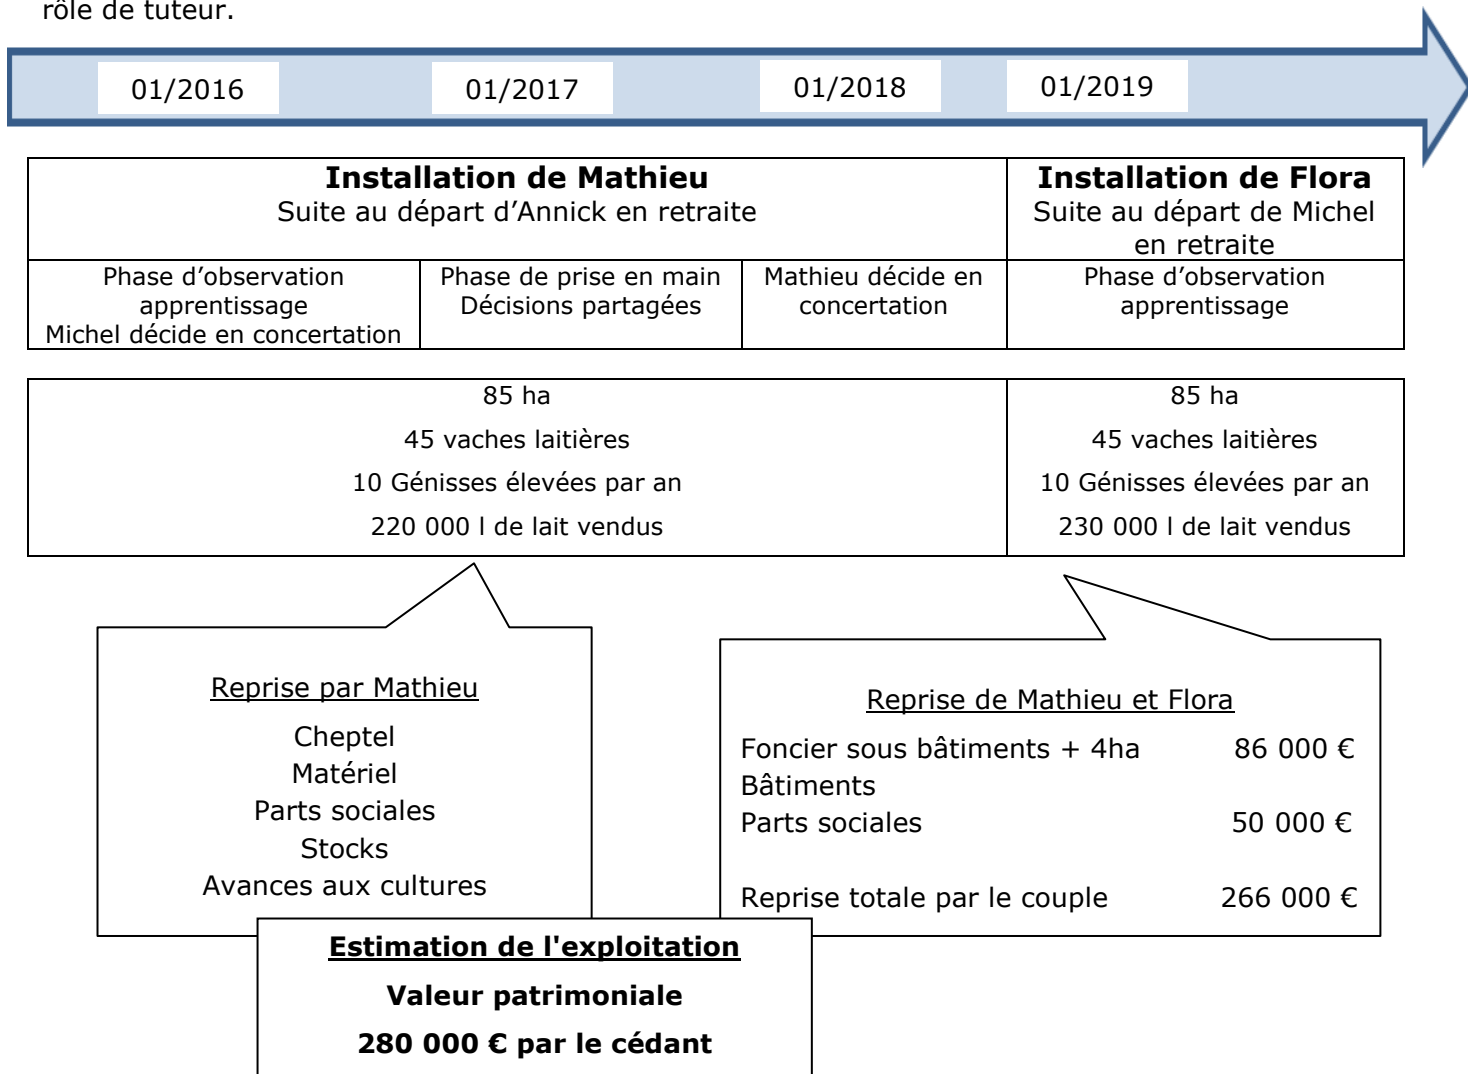 rôle de tuteur.
01/2016
01/2017
01/2018
01/2019
Installation de Mathieu
Suite au départ d’Annick en retraite
Installation de Flora
Suite au départ de Michel
en retraite
Phase d’observation
apprentissage
Michel décide en concertation
Phase de prise en main
Décisions partagées
Mathieu décide en
concertation
Phase d’observation
apprentissage
85 ha
45 vaches laitières
10 Génisses élevées par an
220 000 l de lait vendus
85 ha
45 vaches laitières
10 Génisses élevées par an
230 000 l de lait vendus
Reprise par Mathieu
Cheptel
Matériel
Parts sociales
Stocks
Avances aux cultures
Reprise de Mathieu et Flora
Foncier sous bâtiments + 4ha 86 000 €
Bâtiments
Parts sociales 50 000 €
Reprise totale par le couple 266 000 €
Estimation de l'exploitation
Valeur patrimoniale
280 000 € par le cédant